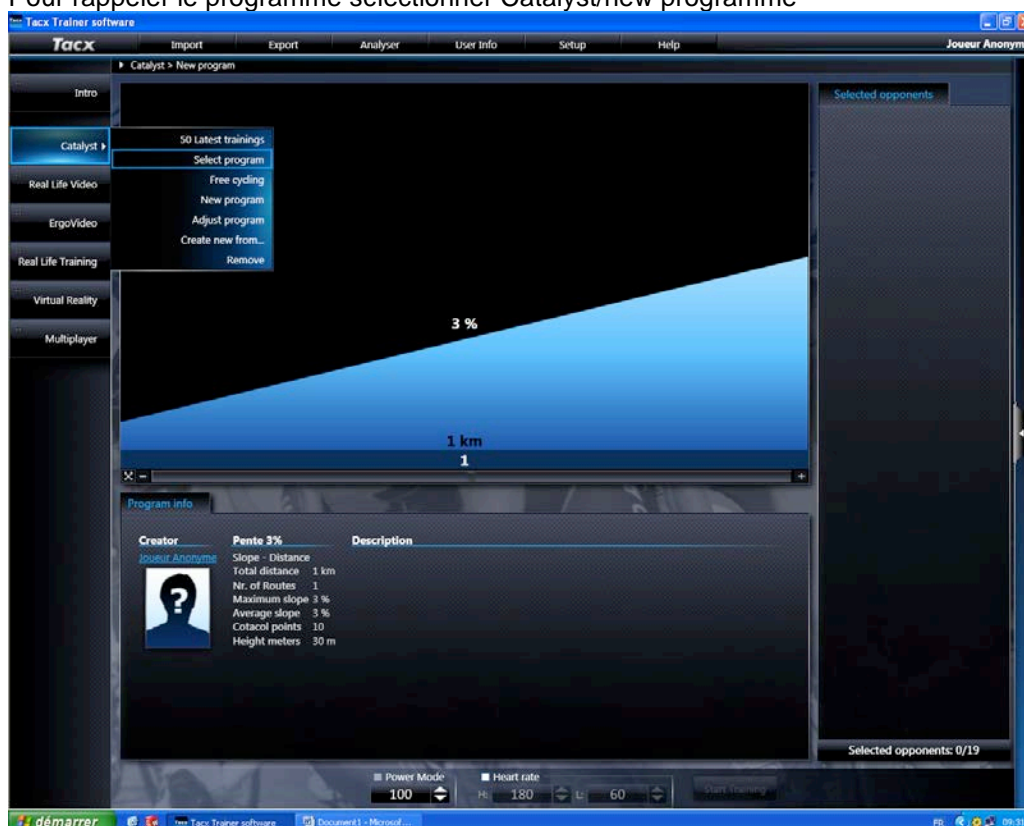 Pour rappeler le programme sélectionner Catalyst/new programme
Tacx Trainer software
Tacx Import Export Analyser User Info Setup Help Joueur Anonym
Catalyst > New program
Intro
Selected opponents
Catalyst
50 Latest trainings
Select program
Free cycling
New program
Adjust program
Create new from...
Remove
Real Life Video
ErgoVideo
Real Life Training
Virtual Reality
Multiplayer
3 %
1 km
1
Program info
Creator
Joueur Anonyme
Pente 3%
Slope - Distance
Total distance 1 km
Nr. of Routes 1
Maximum slope 3 %
Average slope 3 %
Cotacol points 10
Height meters 30 m
Description
Selected opponents: 0/19
Power Mode
100
Heart rate
H: 180 L: 60
Start Training
démarrer Tacx Trainer software Document1 - Microsof... FR 09:31